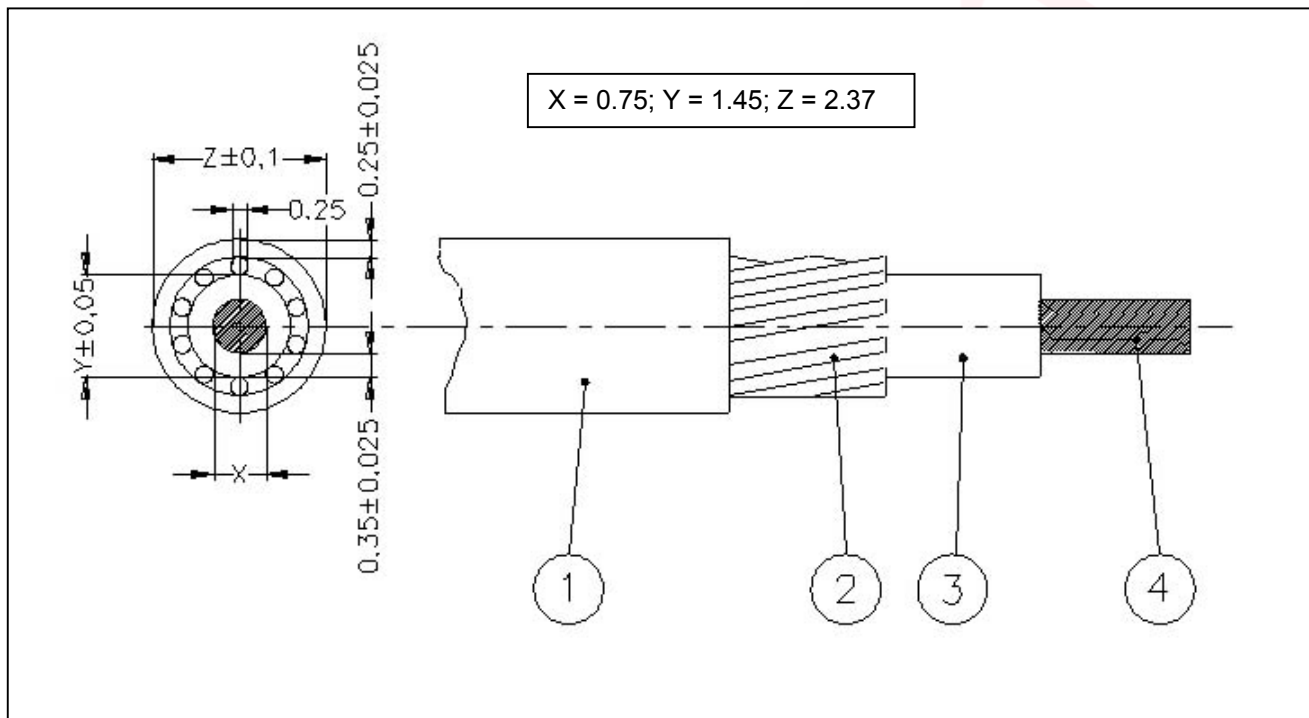 X = 0.75; Y = 1.45; Z = 2.37
0.25±0.025
Z±0,1
0.25
Y±0,05
X
0.35±0.025
1
2
3
4